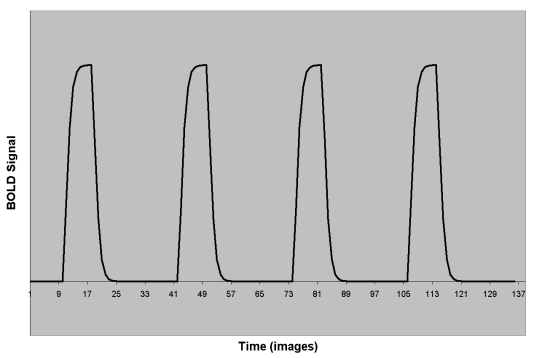 BOLD Signal
1 9 17 25 33 41 49 57 65 73 81 89 97 105 113 121 129 137
Time (images)